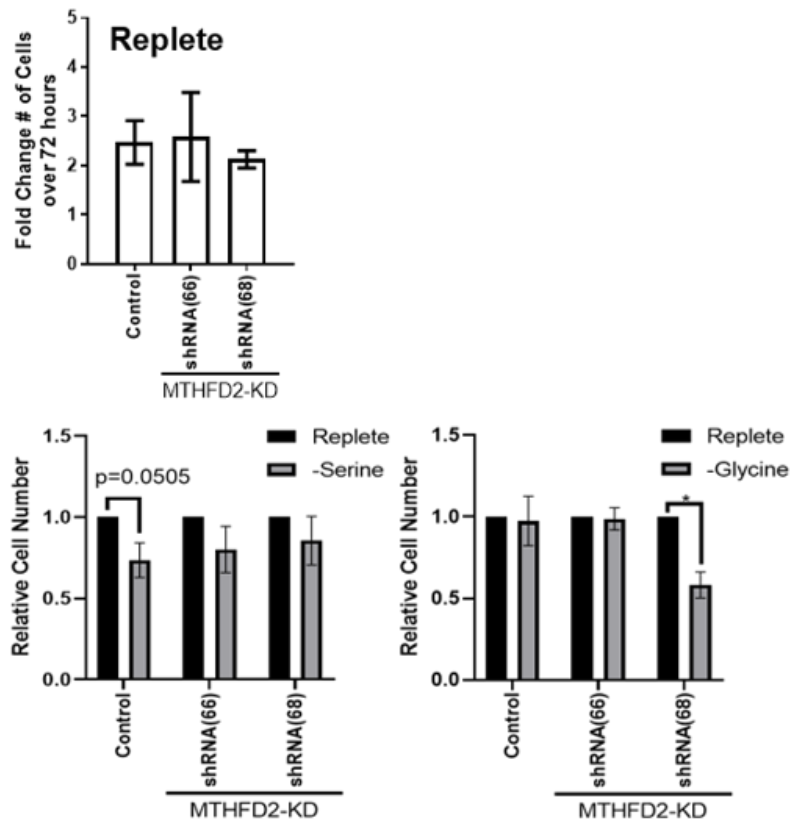 Replete
Fold Change # of Cells
over 72 hours
5
4
3
2
1
0
Control
shRNA(66)
shRNA(68)
MTHFD2-KD
Relative Cell Number
1.5
1.0
0.5
0.0
Replete
-Serine
p=0.0505
Control
shRNA(66)
shRNA(68)
MTHFD2-KD
Relative Cell Number
1.5
1.0
0.5
0.0
Replete
-Glycine
*
Control
shRNA(66)
shRNA(68)
MTHFD2-KD